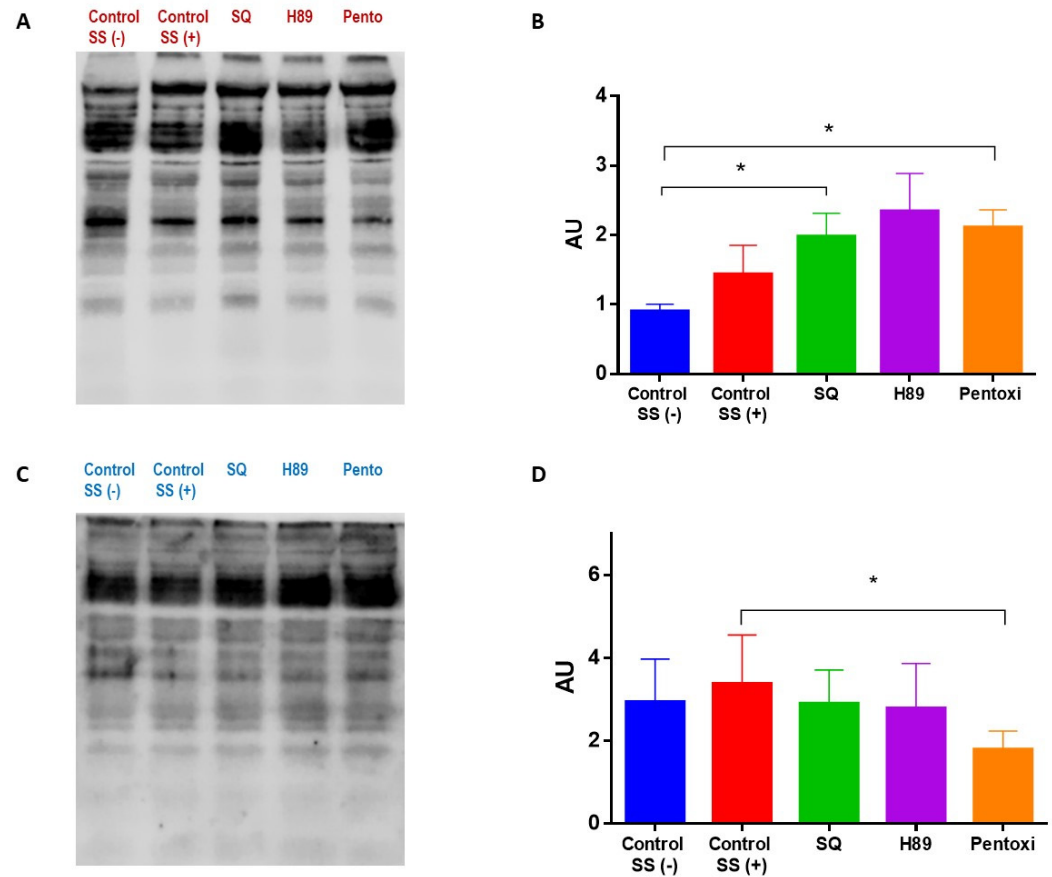 A
Control Control SQ H89 Pento
SS (-) SS (+)
B
4
3
2
1
0
AU
*
*
Control Control SQ H89 Pentoxi
SS (-) SS (+)
C
Control Control SQ H89 Pento
SS (-) SS (+)
D
6
4
2
0
AU
*
Control Control SQ H89 Pentoxi
SS (-) SS (+)